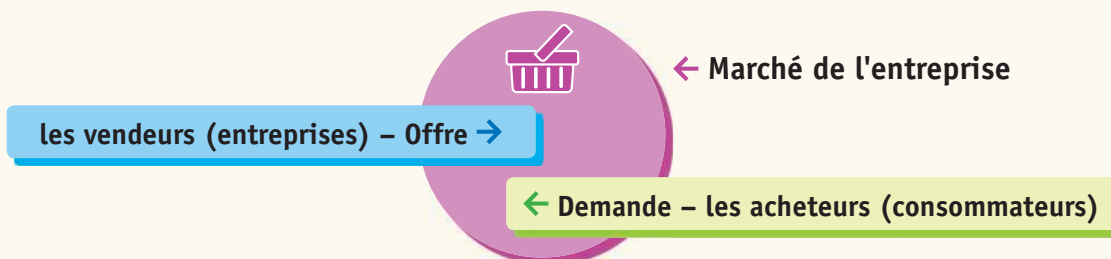 ← Marché de l'entreprise
les vendeurs (entreprises) – Offre →
← Demande – les acheteurs (consommateurs)